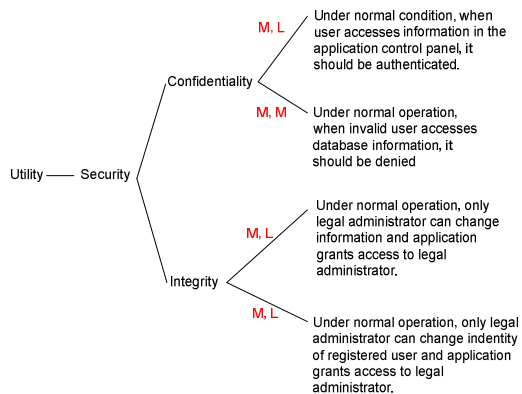 Under normal condition, when
user accesses information in the
application control panel, it
should be authenticated.
M, L
Confidentiality
M, M
Under normal operation,
when invalid user accesses
database information, it
should be denied
Utility
Security
Under normal operation, only
legal administrator can change
information and application
grants access to legal
administrator.
M, L
Integrity
M, L
Under normal operation, only legal
administrator can change indentity
of registered user and application
grants access to legal
administrator.